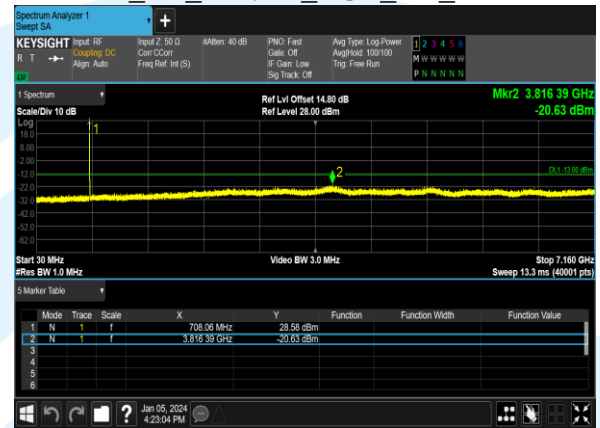 Spectrum Analyzer 1
Swept SA
+
KEYSIGHT Input: RF Input Z: 50 Ω #Atten: 40 dB PNO: Fast Avg Type: Log-Power 1 2 3 4 5 6
R T Coupling: DC Corr CCorr Gate: Off Avg|Hold: 100/100 M W W W W W
Align: Auto Freq Ref: Int (S) IF Gain: Low Trig: Free Run
Sig Track: Off P N N N N N
1 Spectrum Ref Lvl Offset 14.80 dB Mkr2 3.816 39 GHz
Scale/Div 10 dB Ref Level 28.00 dBm -20.63 dBm
Log
18.0 1
8.00
-2.00
-12.0 2 DL1 -13.00 dBm
-22.0
-32.0
-42.0
-52.0
-62.0
Start 30 MHz Video BW 3.0 MHz Stop 7.160 GHz
#Res BW 1.0 MHz Sweep 13.3 ms (40001 pts)
5 Marker Table
Mode Trace Scale X Y Function Function Width Function Value
1 N 1 f 708.06 MHz 28.58 dBm
2 N 1 f 3.816 39 GHz -20.63 dBm
3
4
5
6
? Jan 05, 2024
4:23:04 PM